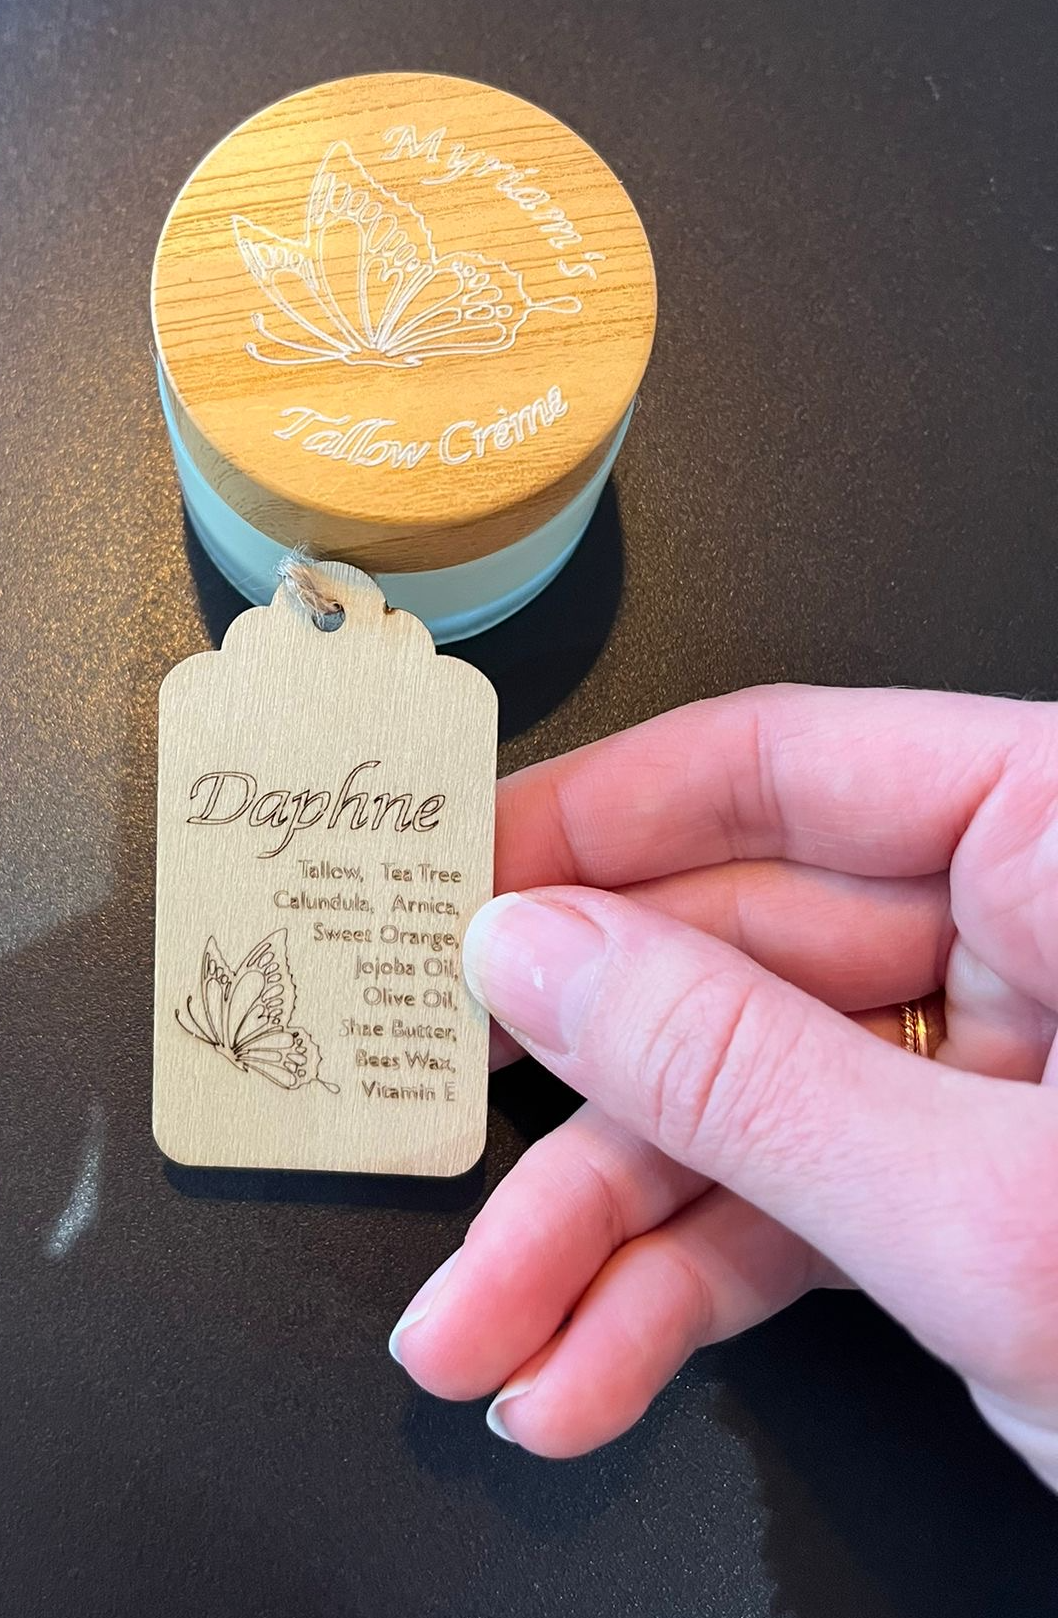 Myriam's
Tallow Crème
Daphne
Tallow, Tea Tree
Calundula, Arnica,
Sweet Orange,
Jojoba Oil,
Olive Oil,
Shae Butter,
Bees Wax,
Vitamin E